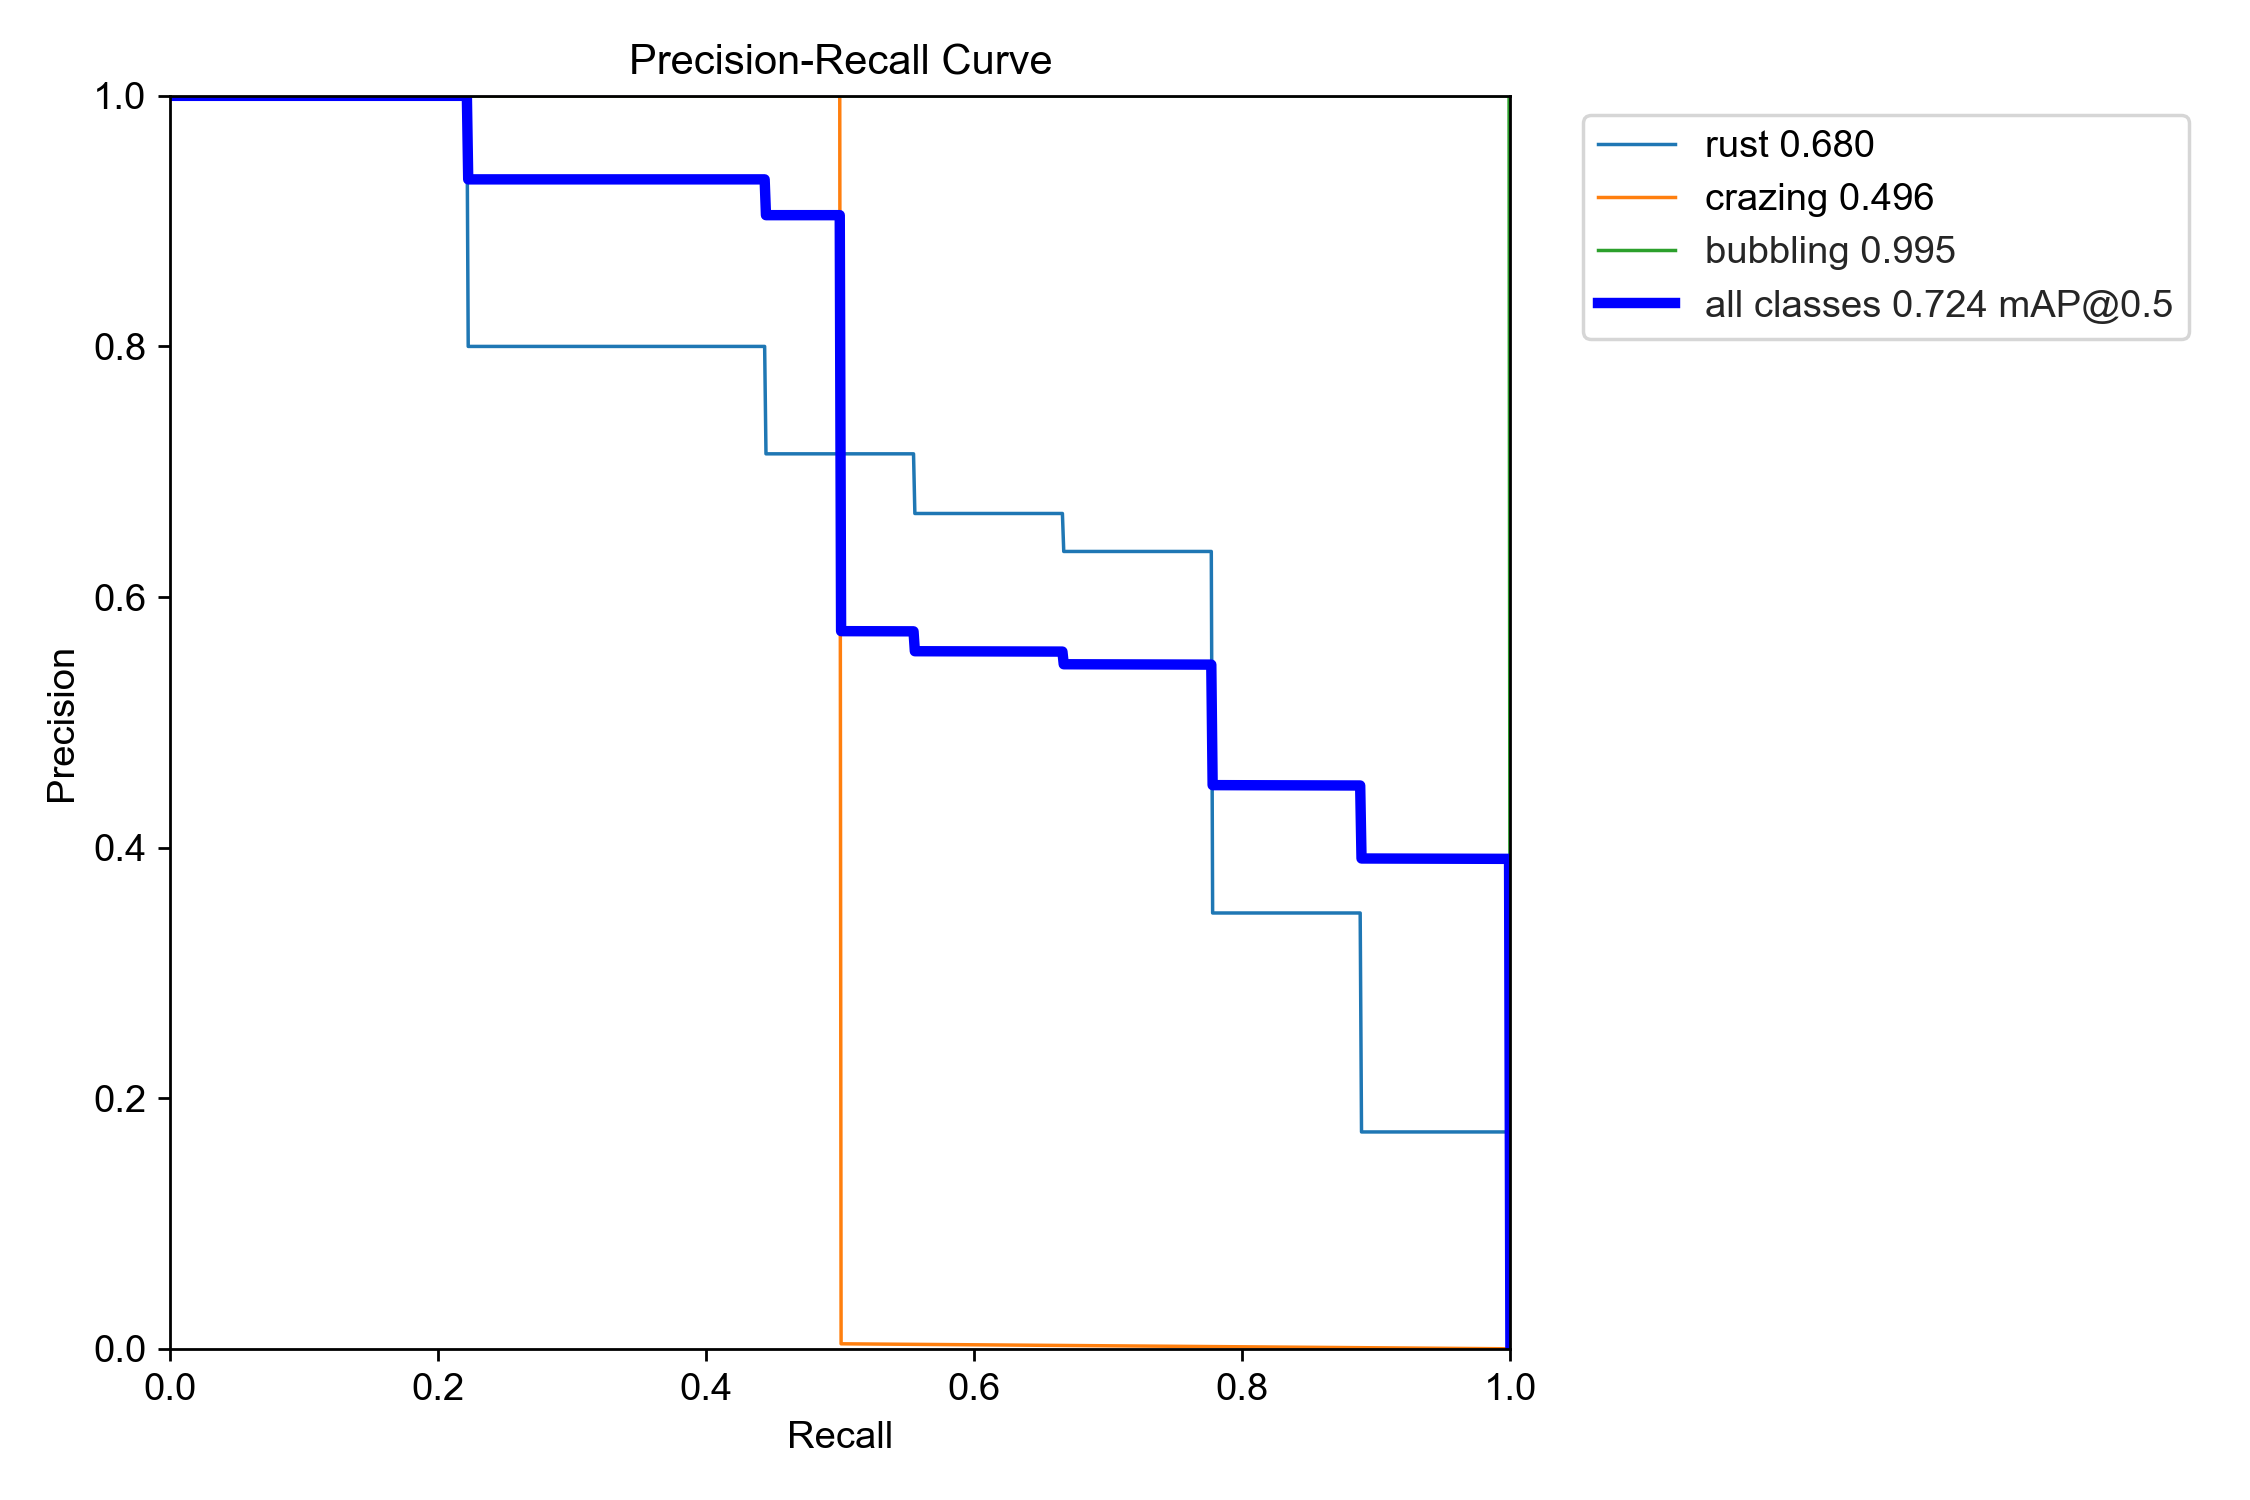 Precision-Recall Curve
1.0
0.8
0.6
0.4
0.2
0.0
Precision
0.0 0.2 0.4 0.6 0.8 1.0
Recall
rust 0.680
crazing 0.496
bubbling 0.995
all classes 0.724 mAP@0.5